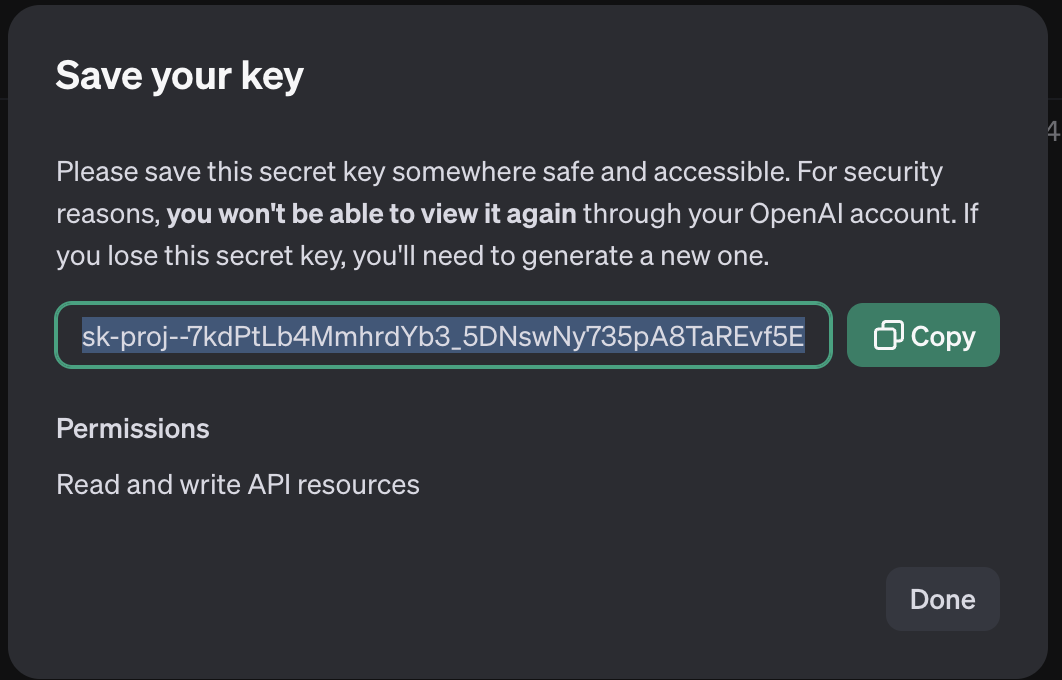 Save your key
4
Please save this secret key somewhere safe and accessible. For security
reasons, you won't be able to view it again through your OpenAI account. If
you lose this secret key, you'll need to generate a new one.
sk-proj--7kdPtLb4MmhrdYb3_5DNswNy735pA8TaREvf5E
Copy
Permissions
Read and write API resources
Done